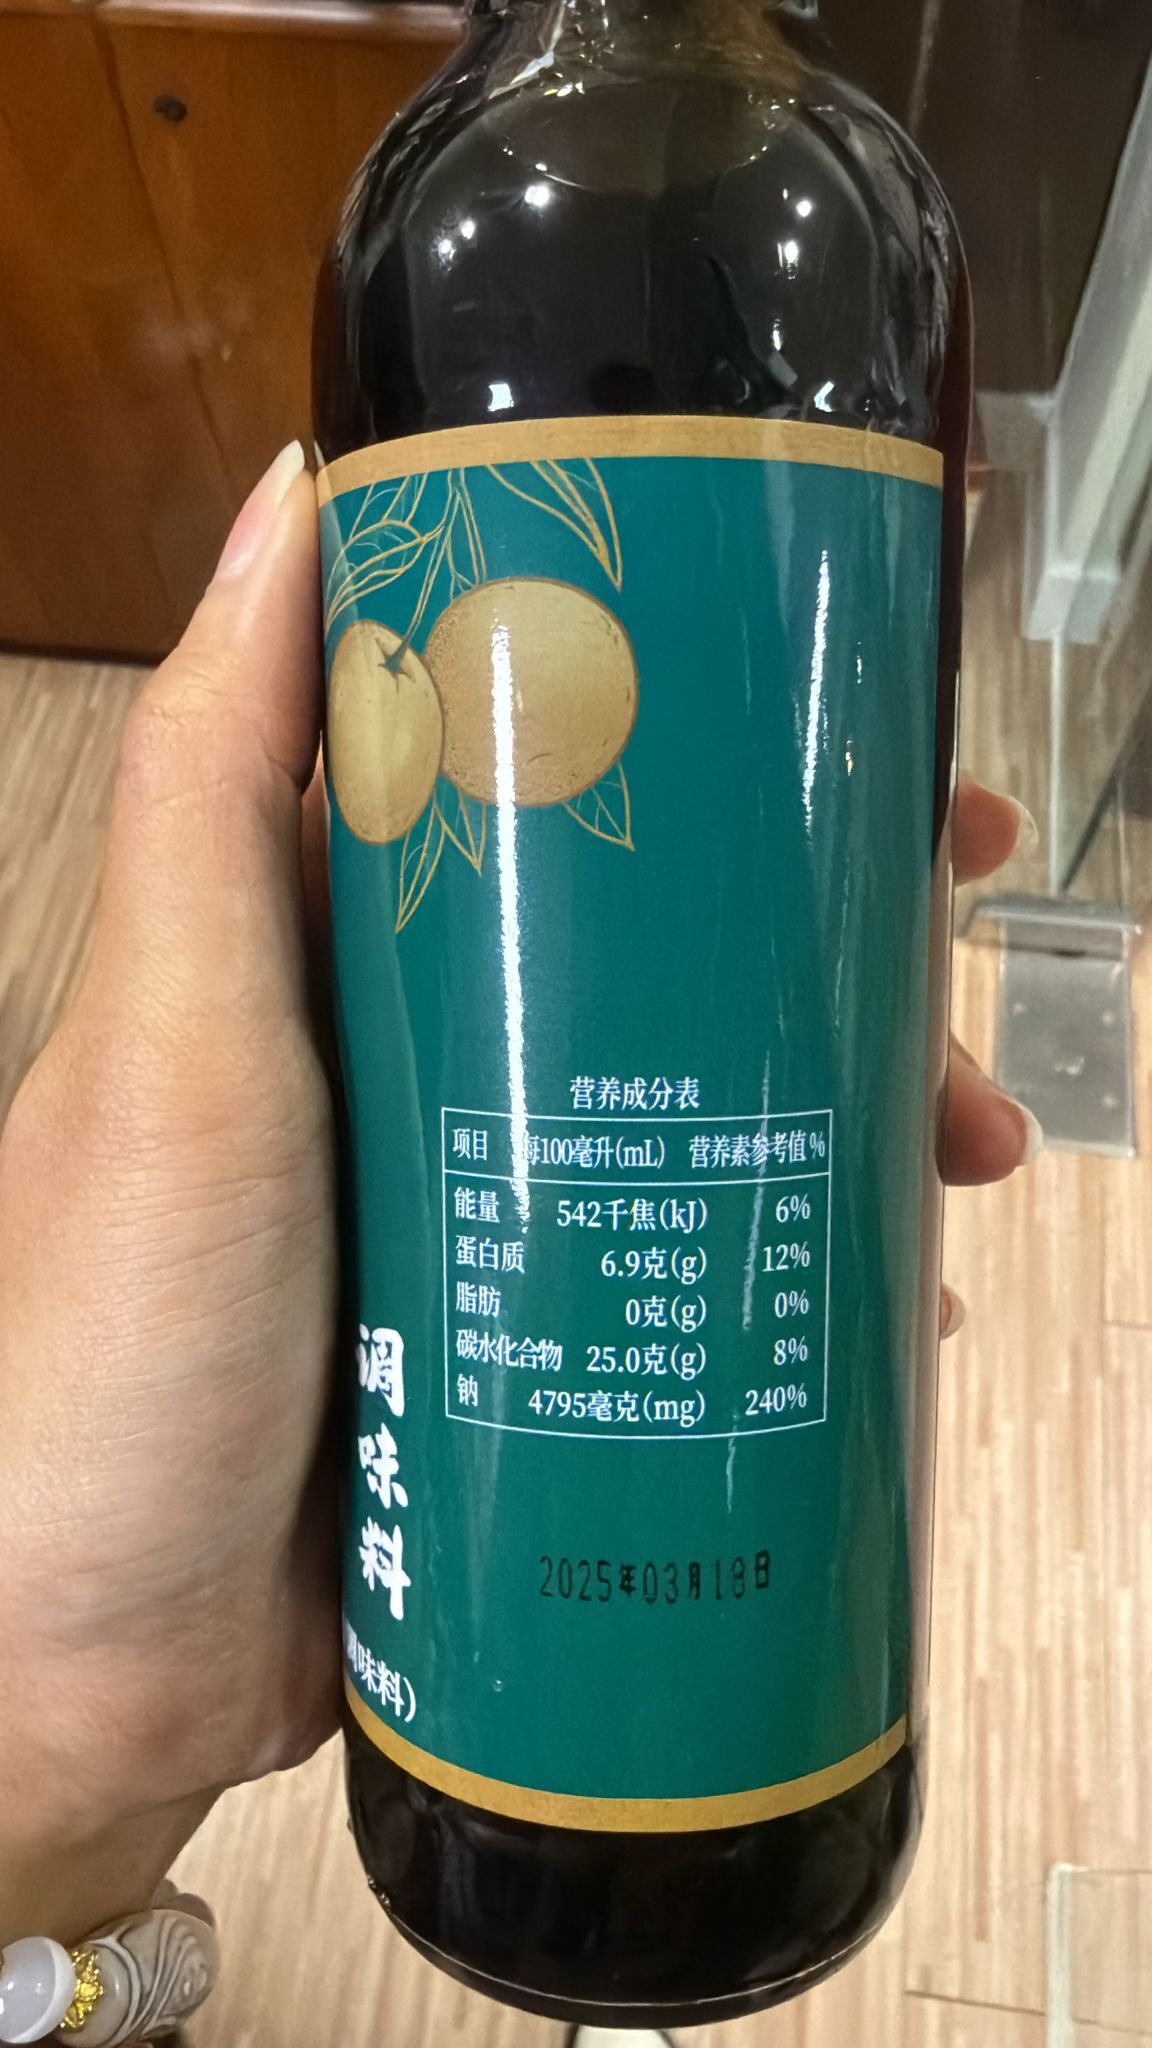 营养成分表
项目 每100毫升(mL) 营养素参考值%
能量 542千焦(kJ) 6%
蛋白质 6.9克(g) 12%
脂肪 0克(g) 0%
碳水化合物 25.0克(g) 8%
钠 4795毫克(mg) 240%
调味料
调味料)
2025年03月18日